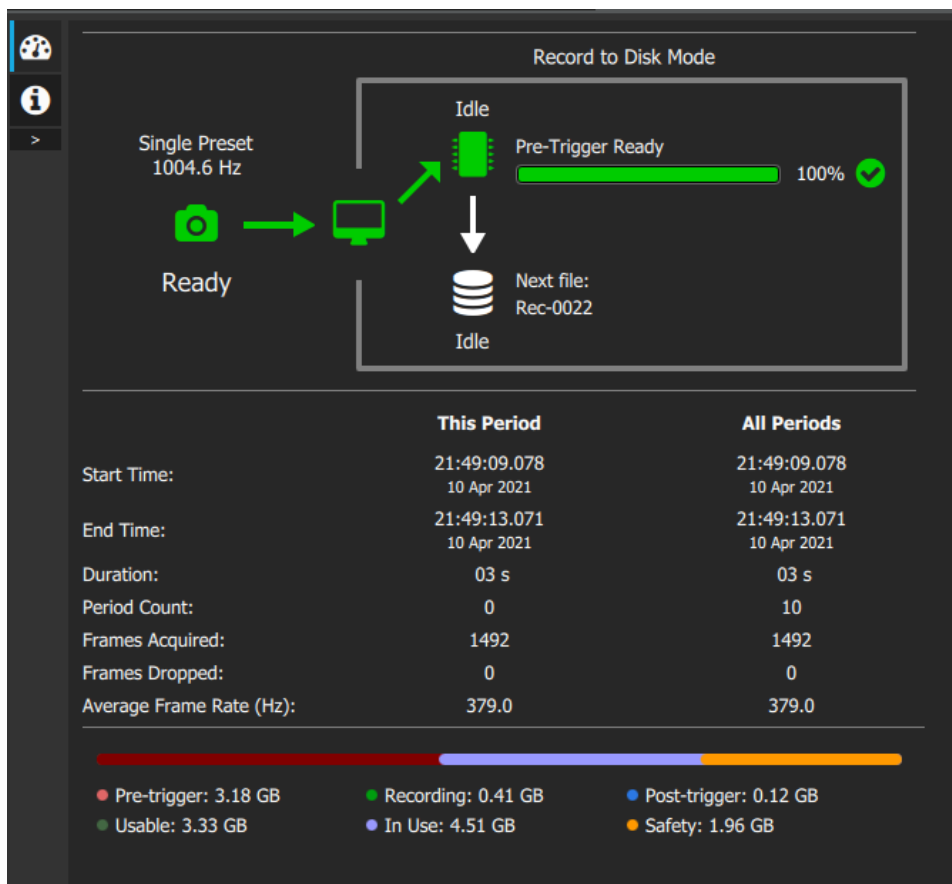 Record to Disk Mode
Idle
Single Preset
1004.6 Hz
Pre-Trigger Ready
100%
Ready
Next file:
Rec-0022
Idle
>
This Period All Periods
Start Time: 21:49:09.078 21:49:09.078
10 Apr 2021 10 Apr 2021
End Time: 21:49:13.071 21:49:13.071
10 Apr 2021 10 Apr 2021
Duration: 03 s 03 s
Period Count: 0 10
Frames Acquired: 1492 1492
Frames Dropped: 0 0
Average Frame Rate (Hz): 379.0 379.0
Pre-trigger: 3.18 GB Recording: 0.41 GB Post-trigger: 0.12 GB
Usable: 3.33 GB In Use: 4.51 GB Safety: 1.96 GB